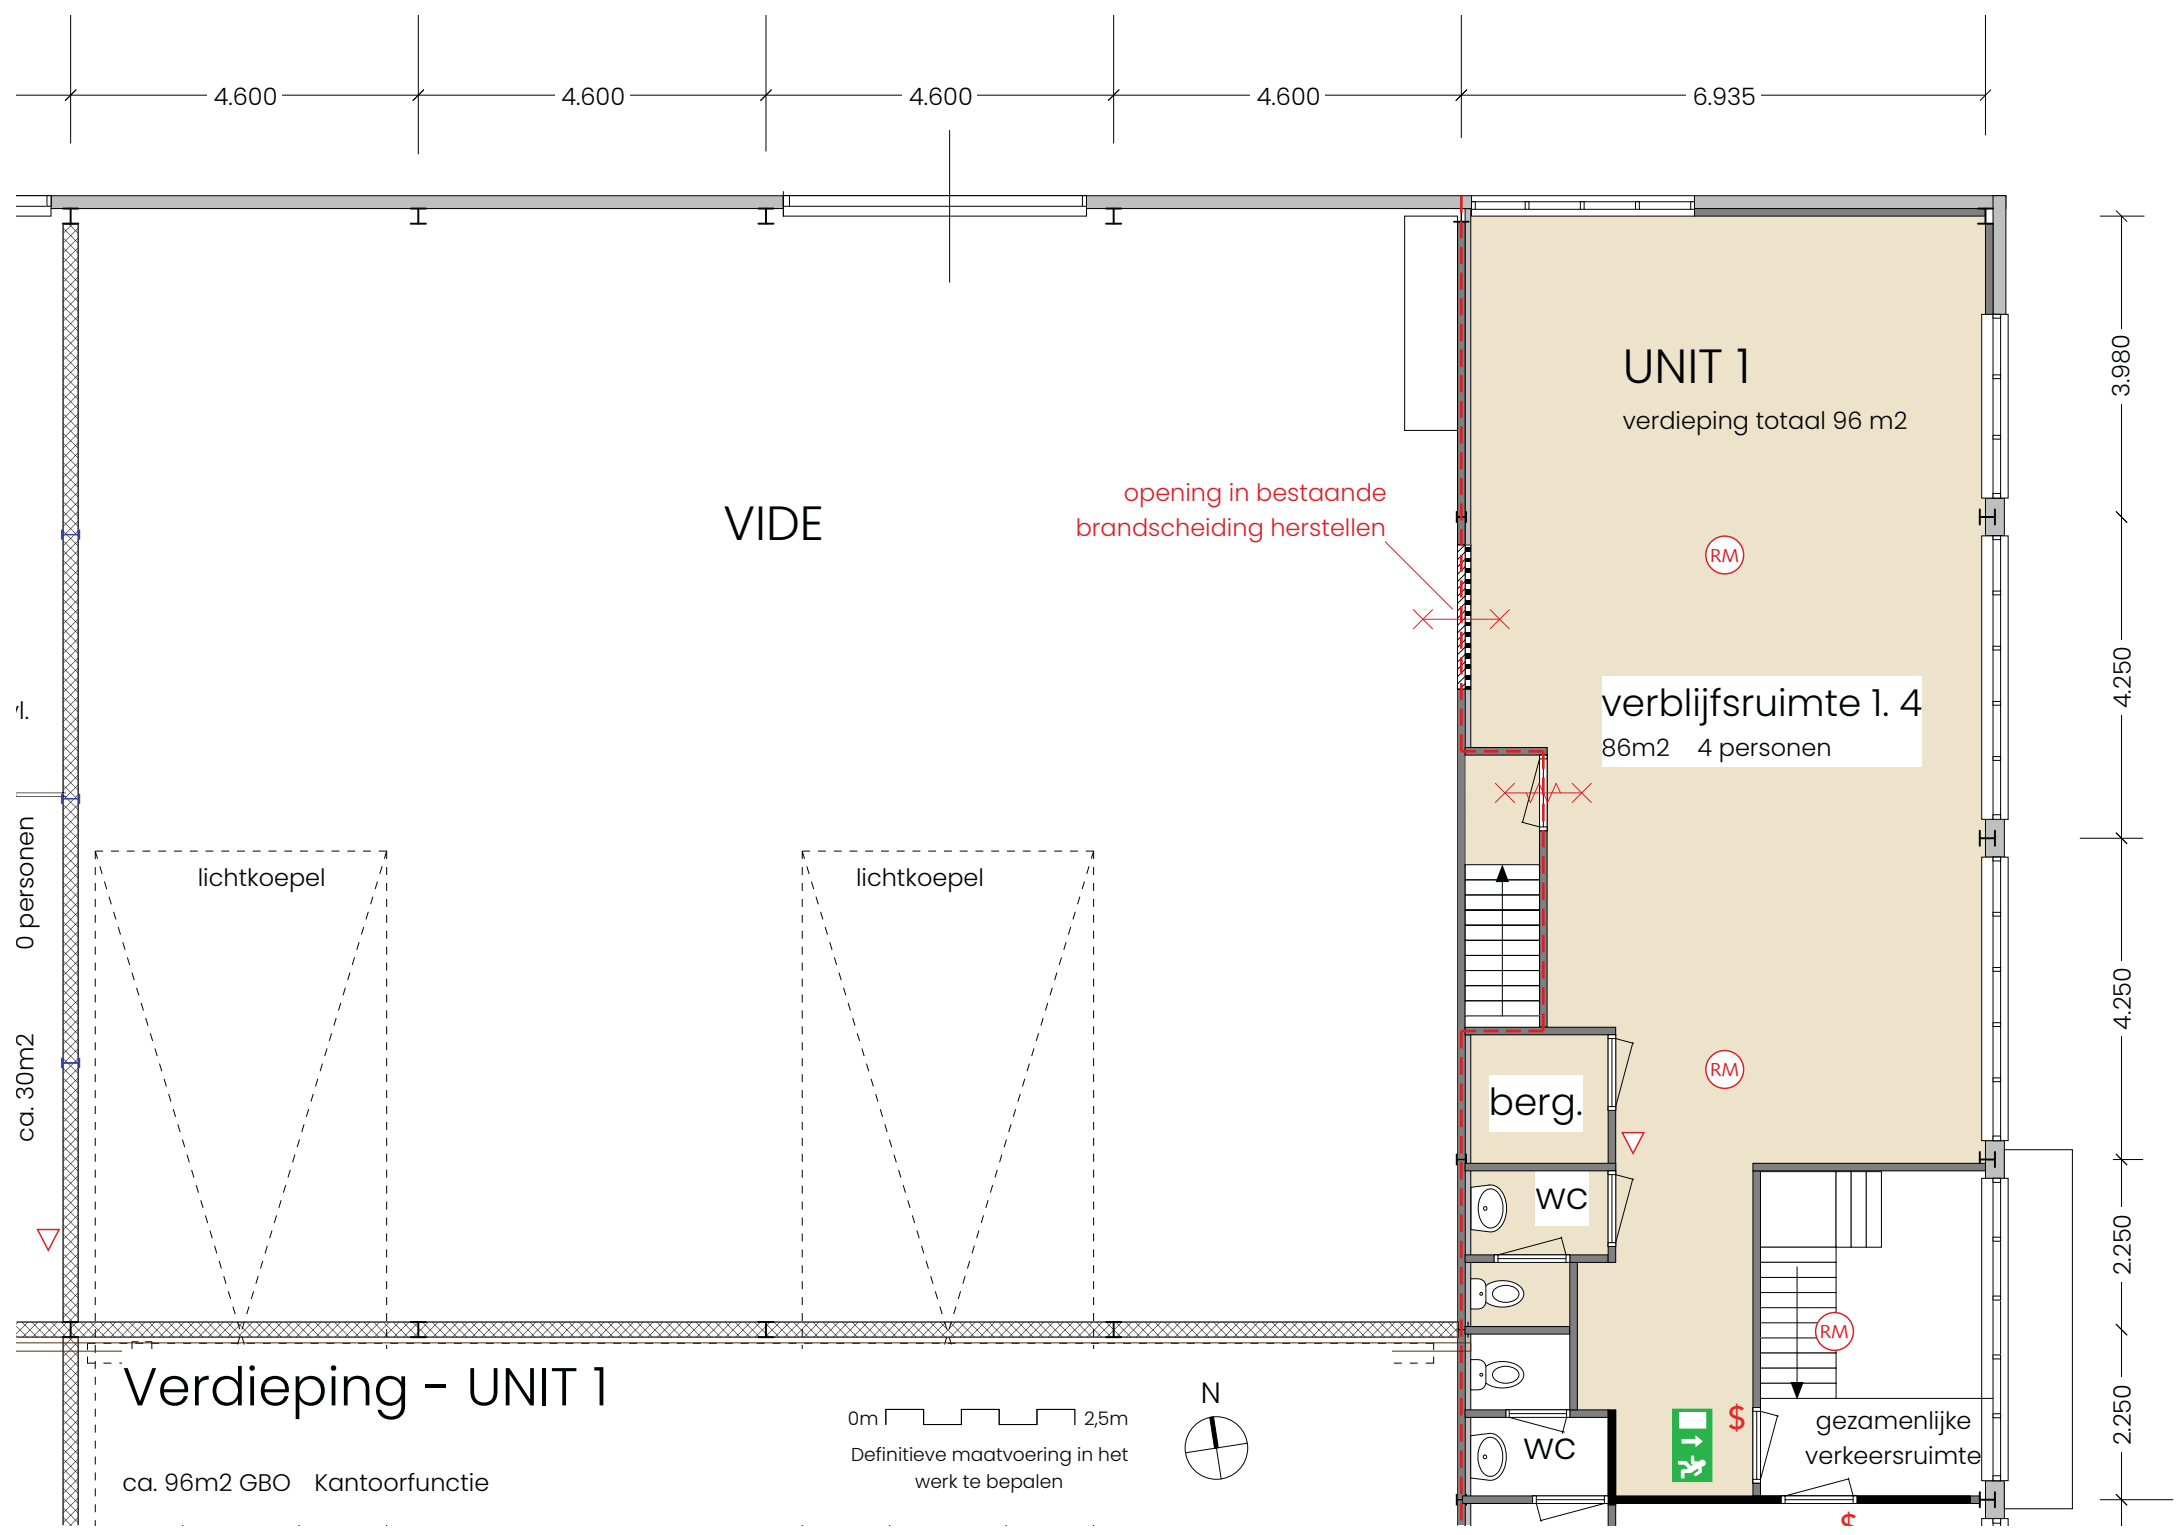 4.600
4.600
4.600
4.600
6.935
UNIT 1
verdieping totaal 96 m2
3.980
opening in bestaande
brandscheiding herstellen
VIDE
RM
verblijfsruimte 1. 4
86m2 4 personen
4.250
lichtkoepel
lichtkoepel
0 personen
ca. 30m2
4.250
RM
berg.
WC
2.250
RM
Verdieping - UNIT 1
0m 2,5m
Definitieve maatvoering in het
werk te bepalen
N
ca. 96m2 GBO Kantoorfunctie
WC
$
gezamenlijke
verkeersruimte
2.250
$